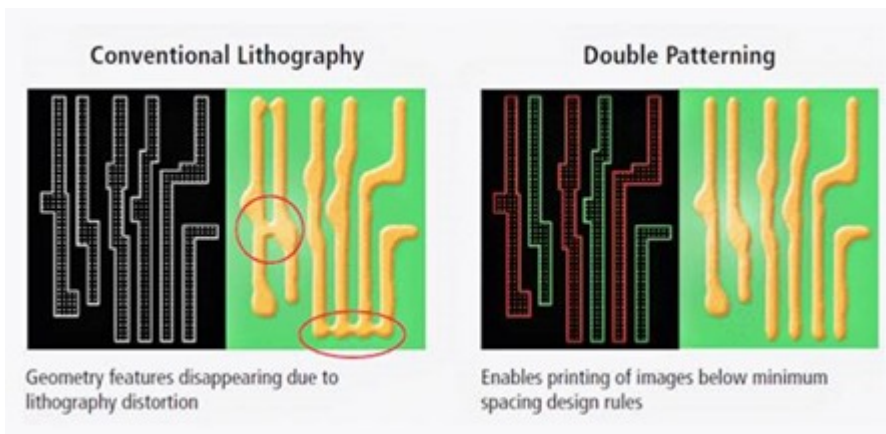 Conventional Lithography
Double Patterning
Geometry features disappearing due to
lithography distortion
Enables printing of images below minimum
spacing design rules